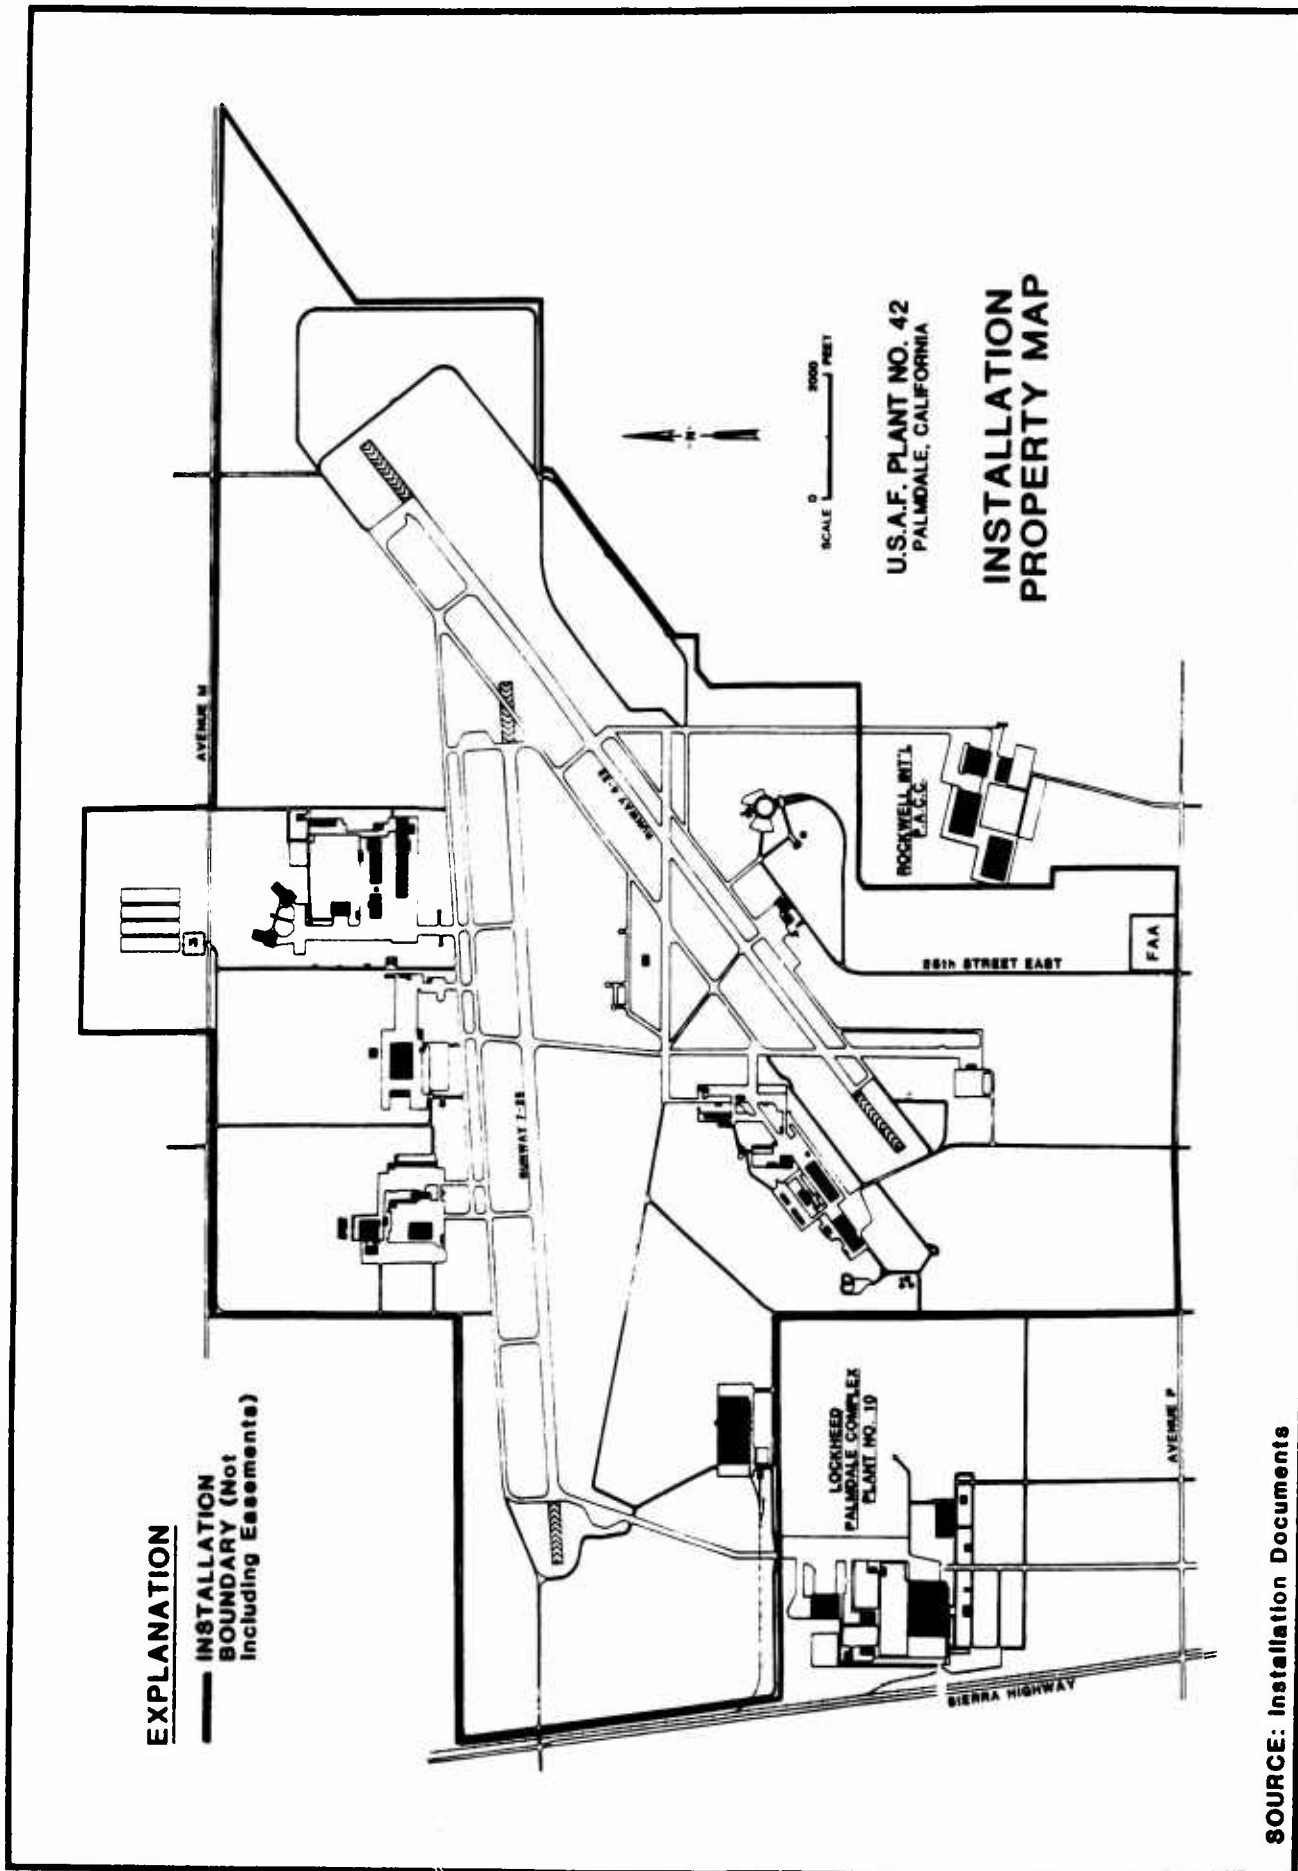 EXPLANATION
INSTALLATION
BOUNDARY (Not
Including Easements)
AVENUE M
3
RUNWAY 7-25
RUNWAY 4-22
N
SCALE 0 2000 FEET
U.S.A.F. PLANT NO. 42
PALMDALE, CALIFORNIA
INSTALLATION
PROPERTY MAP
LOCKHEED
PALMDALE COMPLEX
PLANT NO. 10
ROCKWELL INT'L
P.A.C.C.
25th STREET EAST
FAA
SIERRA HIGHWAY
AVENUE P
SOURCE: Installation Documents